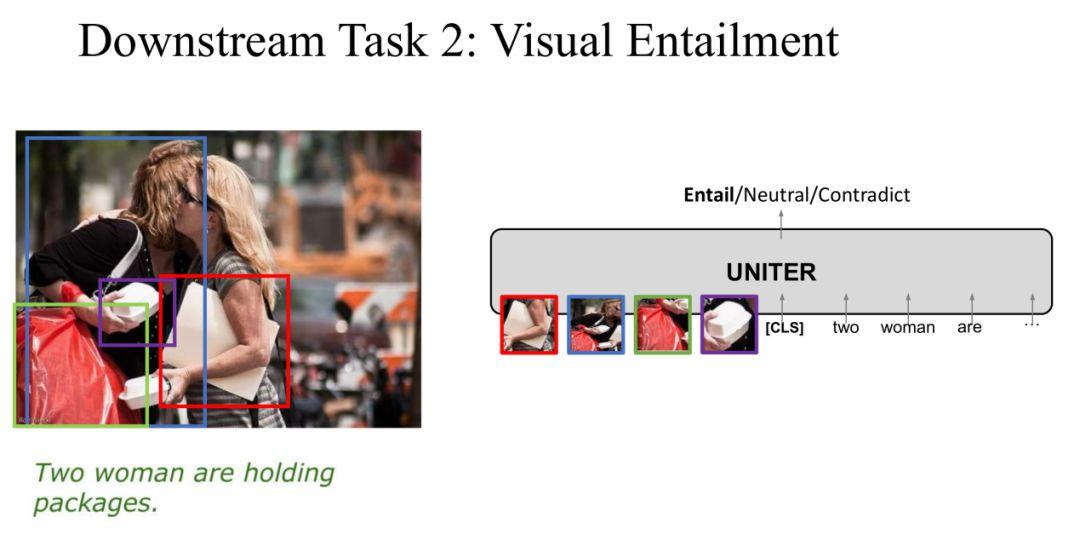 Downstream Task 2: Visual Entailment
Entail/Neutral/Contradict
UNITER
[CLS] two woman are ...
Two woman are holding
packages.